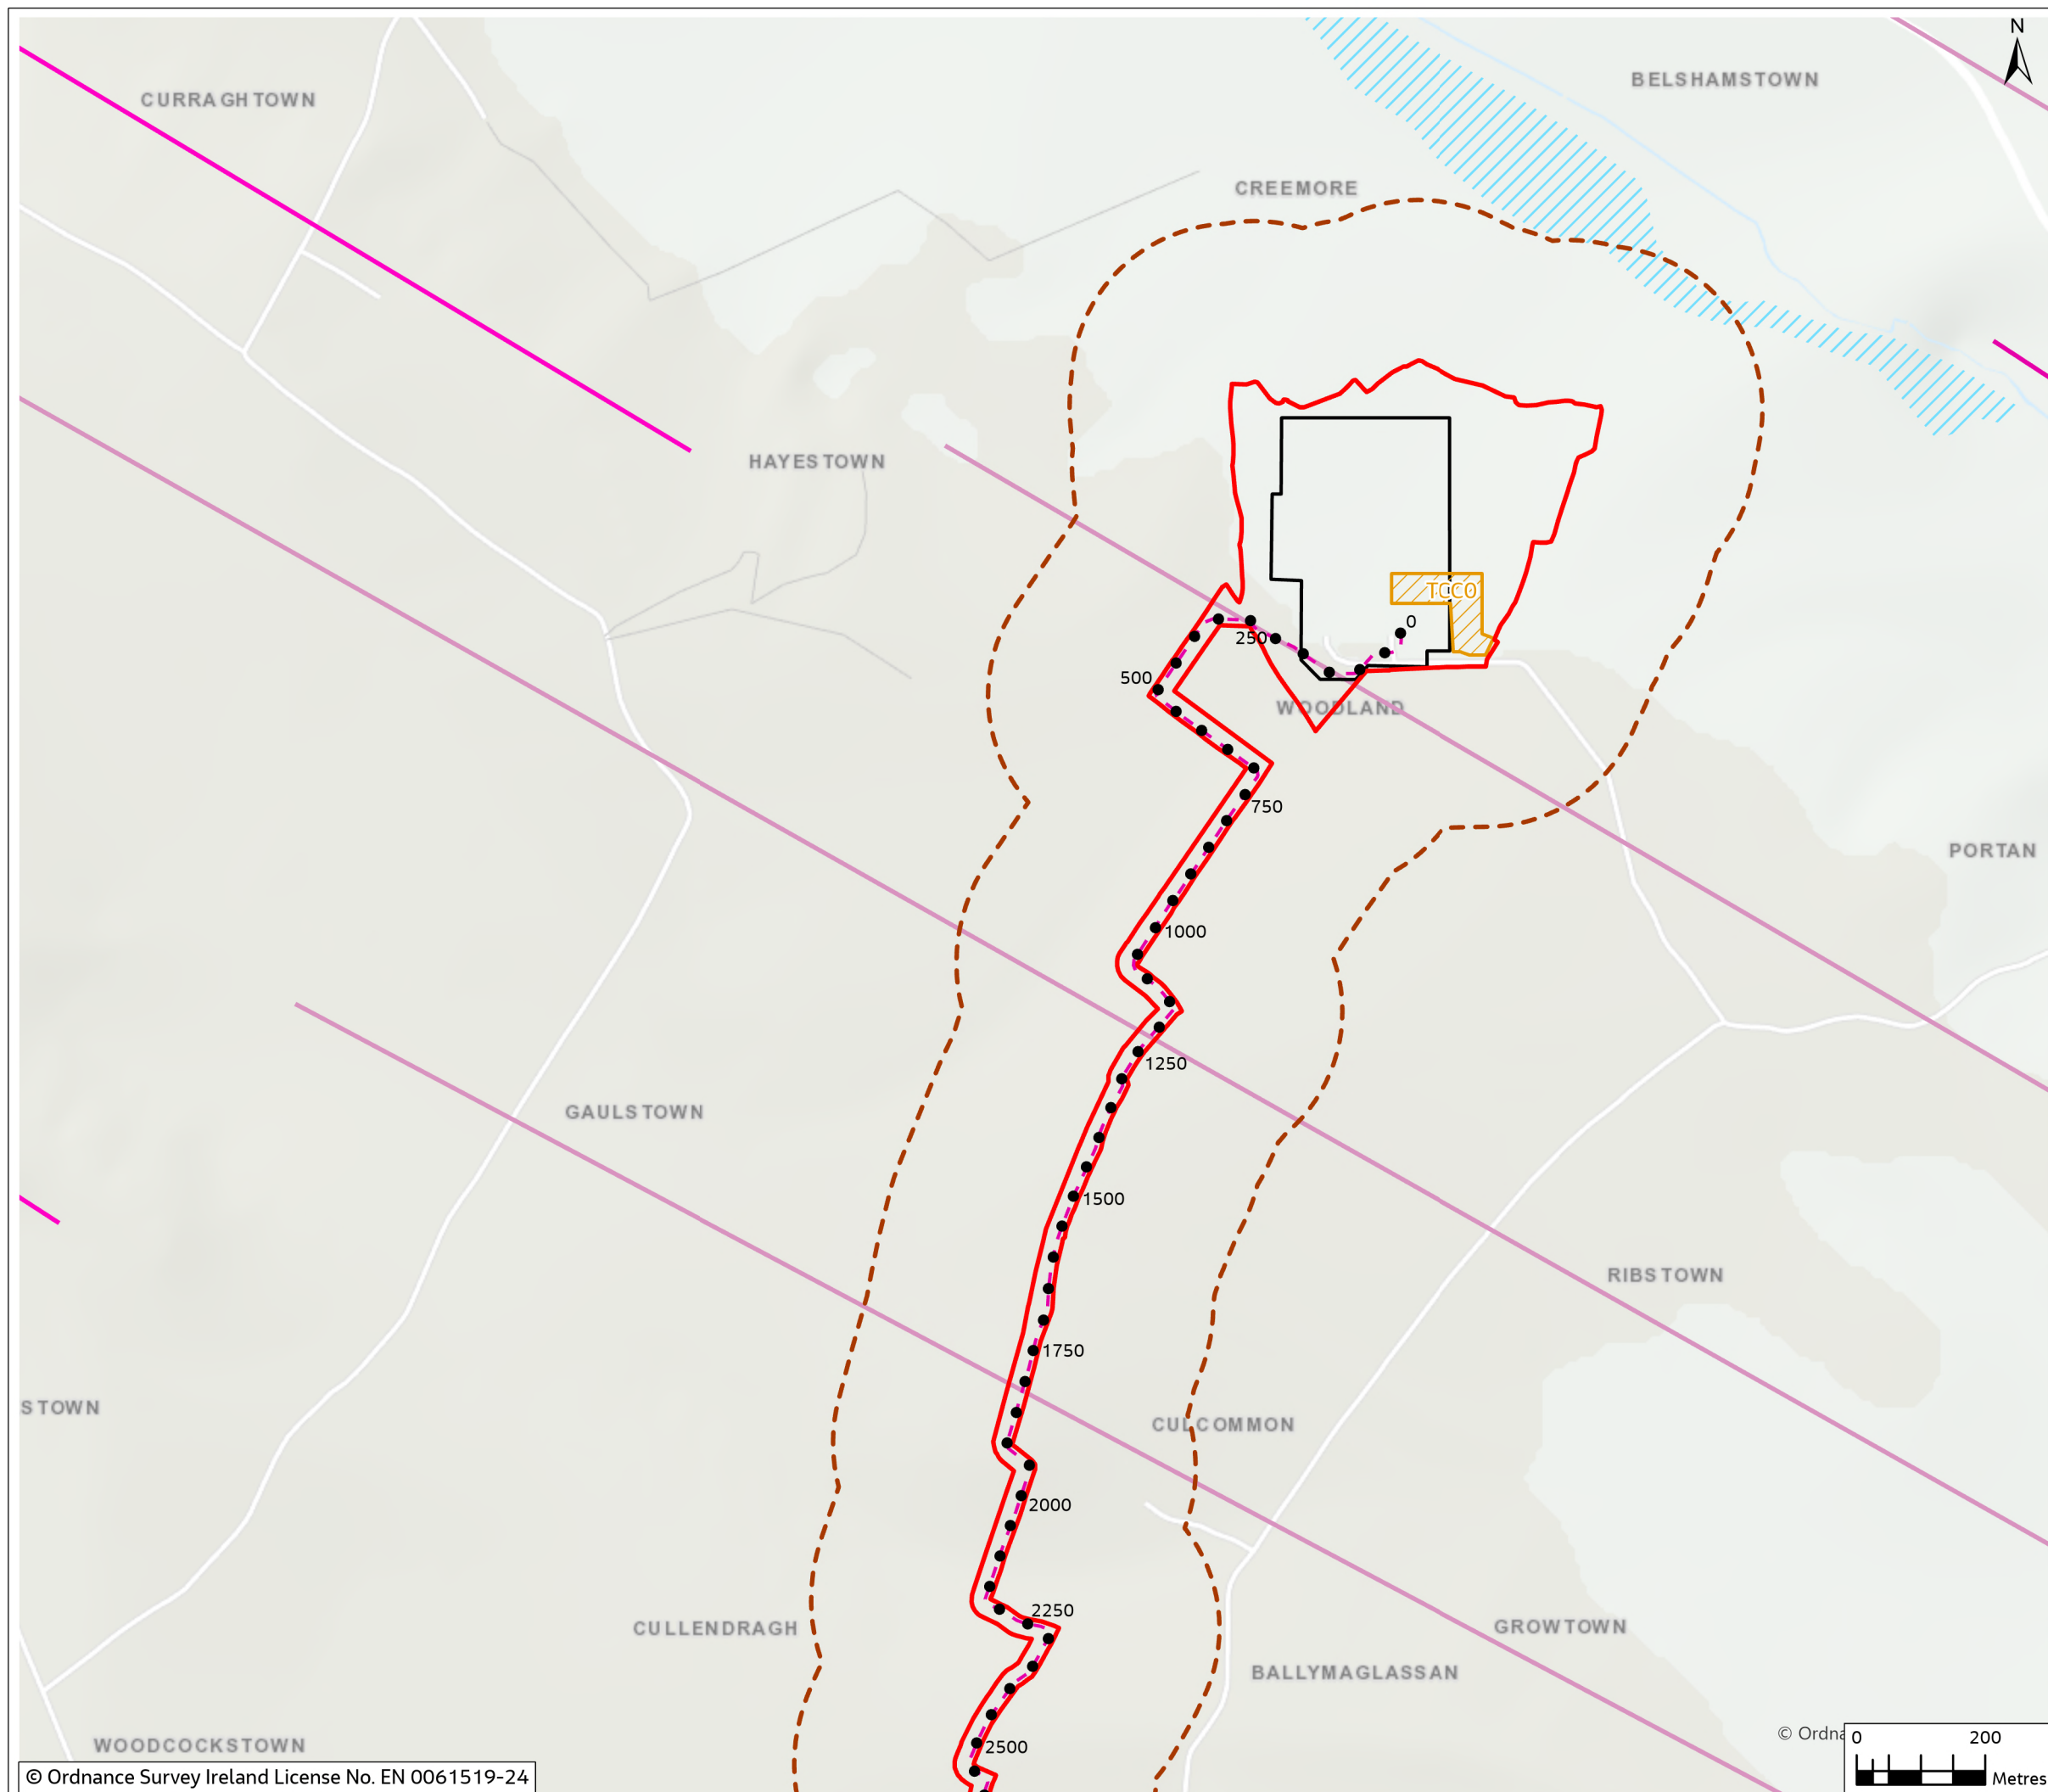 N
BELSHAMSTOWN
CURRAGHTOWN
CREEMORE
HAYESTOWN
TCC0
0
250
500
WOODLAND
750
PORTAN
1000
1250
GAULSTOWN
1500
RIBSTOWN
1750
STOWN
CULCOMMON
2000
2250
CULLENDRAGH
GROWTOWN
BALLYMAGLASSAN
© Ordna
WOODCOCKSTOWN
2500
0 200
Metres
© Ordnance Survey Ireland License No. EN 0061519-24